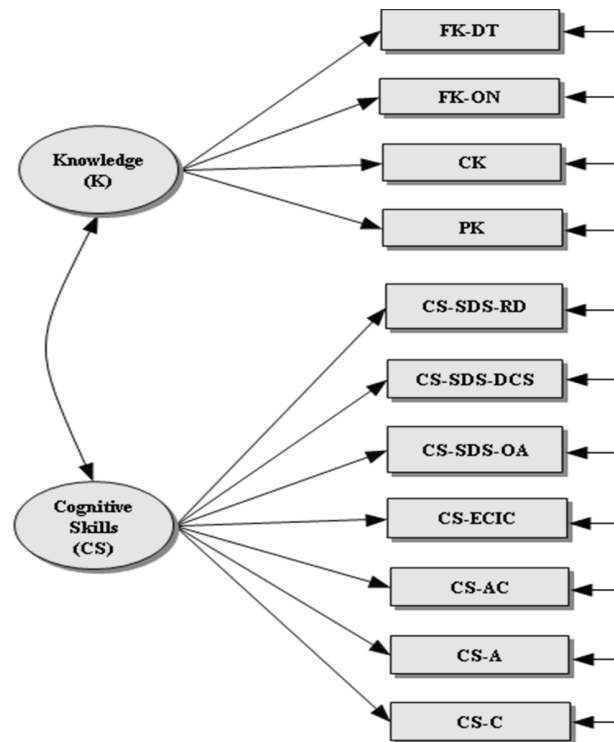 FK-DT
FK-ON
Knowledge
(K)
CK
PK
CS-SDS-RD
CS-SDS-DCS
CS-SDS-OA
Cognitive
Skills
(CS)
CS-ECIC
CS-AC
CS-A
CS-C